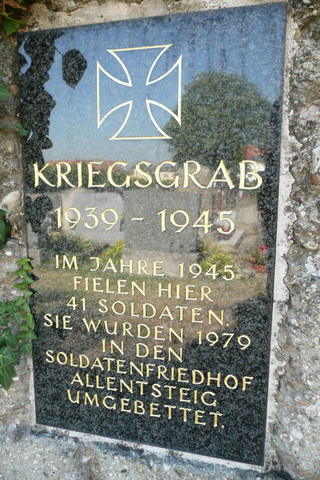 KRIEGSGRAB
1939 - 1945
IM JAHRE 1945
FIELEN HIER
41 SOLDATEN.
SIE WURDEN 1979
IN DEN
SOLDATENFRIEDHOF
ALLENTSTEIG
UMGEBETTET.